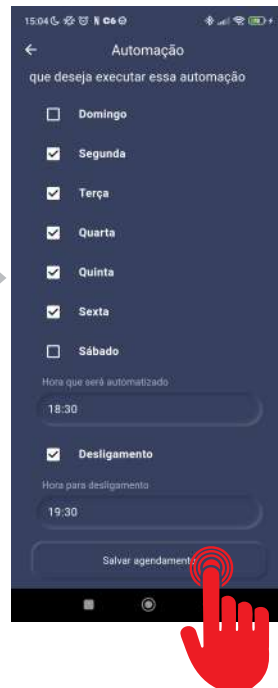 15:04
Automação
que deseja executar essa automação
Domingo
Segunda
Terça
Quarta
Quinta
Sexta
Sábado
Hora que será automatizado
18:30
Desligamento
Hora para desligamento
19:30
Salvar agendamento